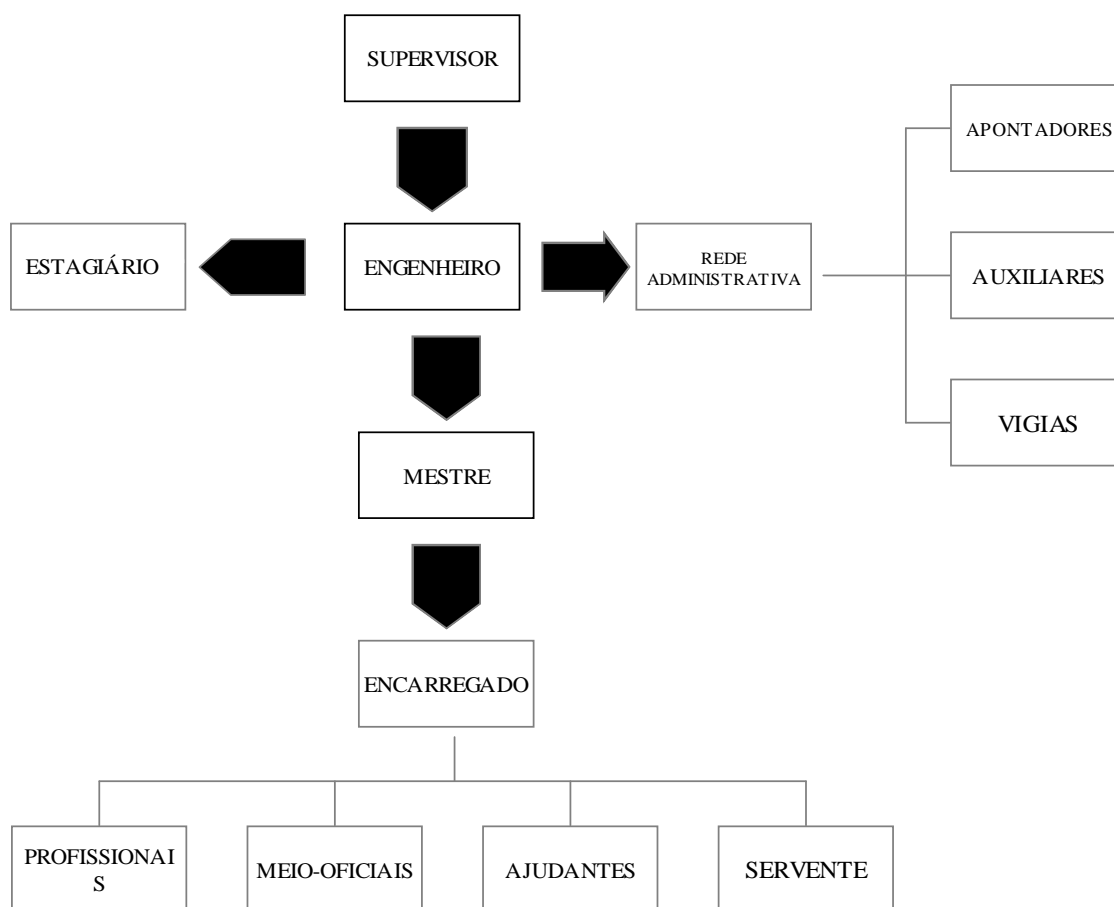 SUPERVISOR
APONTADORES
ESTAGIÁRIO
ENGENHEIRO
REDE
ADMINISTRATIVA
AUXILIARES
VIGIAS
MESTRE
ENCARREGADO
PROFISSIONAI
S
MEIO-OFICIAIS
AJUDANTES
SERVENTE